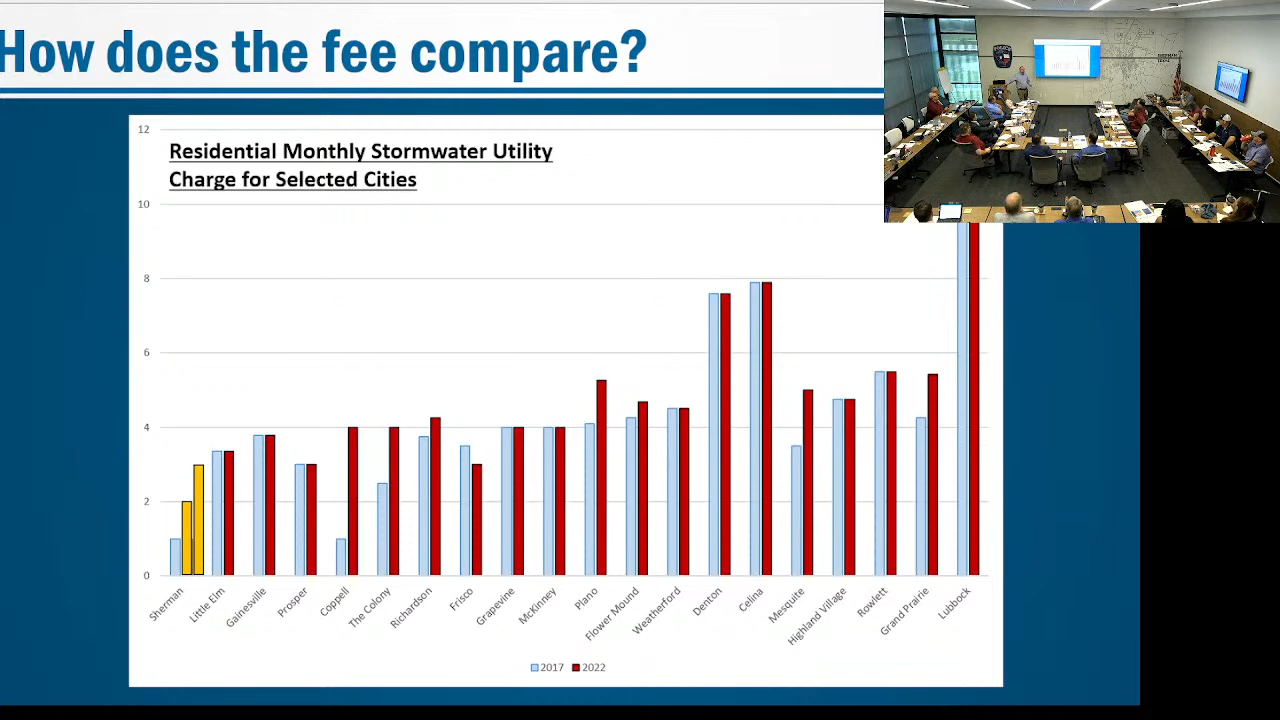 How does the fee compare?
Residential Monthly Stormwater Utility
Charge for Selected Cities
12
10
8
6
4
2
0
Sherman
Little Elm
Gainesville
Prosper
Coppell
The Colony
Richardson
Frisco
Grapevine
McKinney
Plano
Flower Mound
Weatherford
Denton
Celina
Mesquite
Highland Village
Rowlett
Grand Prairie
Lubbock
2017 2022